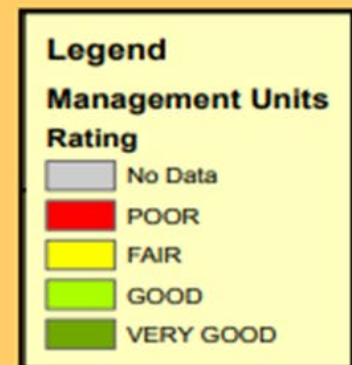 Legend
Management Units
Rating
No Data
POOR
FAIR
GOOD
VERY GOOD